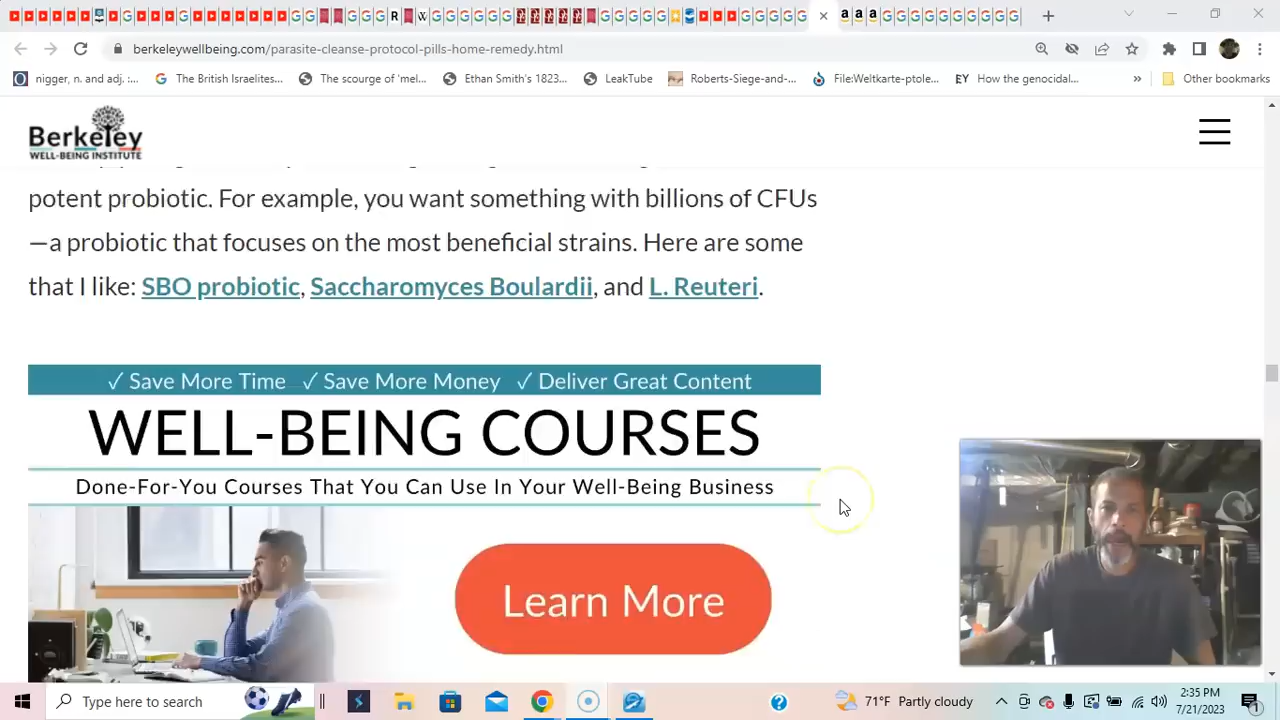 berkeleywellbeing.com/parasite-cleanse-protocol-pills-home-remedy.html
nigger, n. and adj. :...
The British Israelites...
The scourge of 'mel...
Ethan Smith's 1823...
LeakTube
Roberts-Siege-and-...
File:Weltkarte-ptole...
EY How the genocidal...
»
Other bookmarks
Berkeley
WELL-BEING INSTITUTE
potent probiotic. For example, you want something with billions of CFUs
—a probiotic that focuses on the most beneficial strains. Here are some
that I like: SBO probiotic, Saccharomyces Boulardii, and L. Reuteri.
✓ Save More Time ✓ Save More Money ✓ Deliver Great Content
WELL-BEING COURSES
Done-For-You Courses That You Can Use In Your Well-Being Business
Learn More
Type here to search
71°F Partly cloudy
2:35 PM
7/21/2023